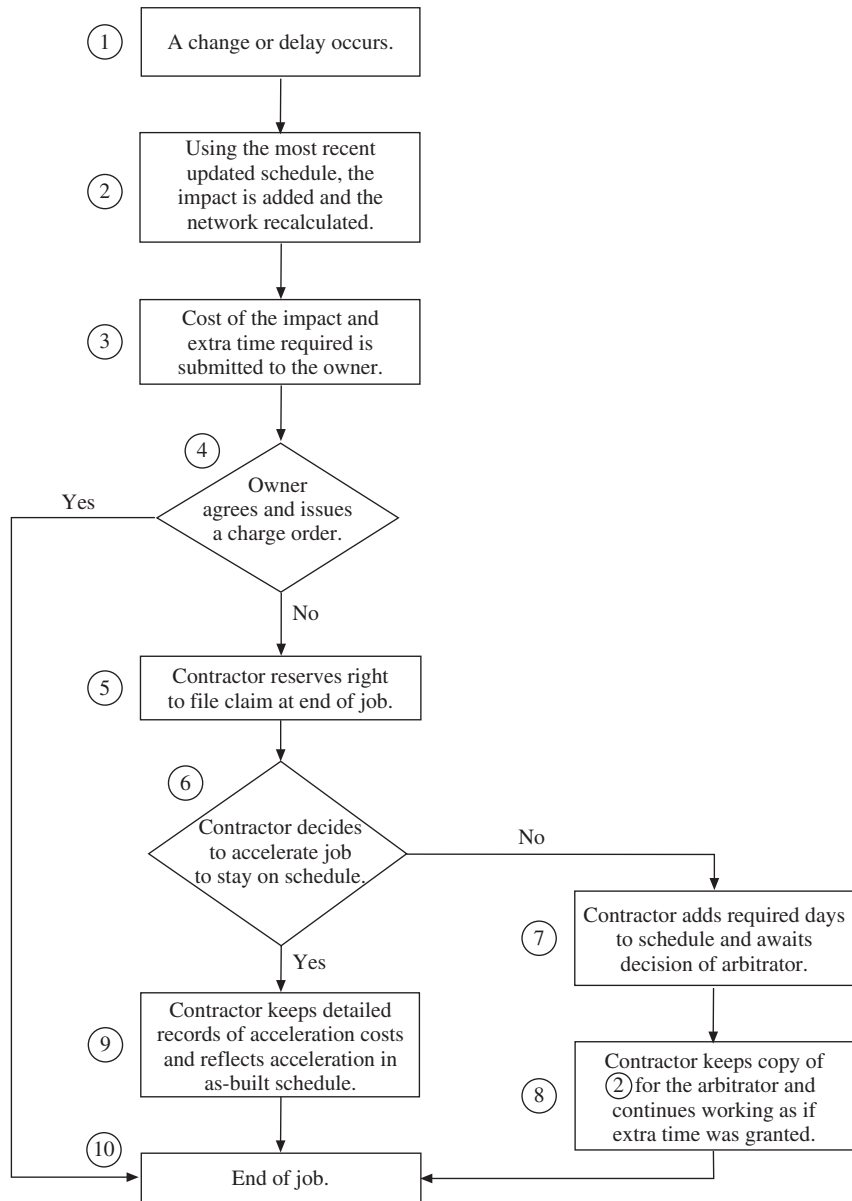 1
A change or delay occurs.
2
Using the most recent
updated schedule, the
impact is added and the
network recalculated.
3
Cost of the impact and
extra time required is
submitted to the owner.
4
Owner
agrees and issues
a charge order.
Yes
No
5
Contractor reserves right
to file claim at end of job.
6
Contractor decides
to accelerate job
to stay on schedule.
No
Yes
7
Contractor adds required days
to schedule and awaits
decision of arbitrator.
9
Contractor keeps detailed
records of acceleration costs
and reflects acceleration in
as-built schedule.
8
Contractor keeps copy of
2 for the arbitrator and
continues working as if
extra time was granted.
10
End of job.